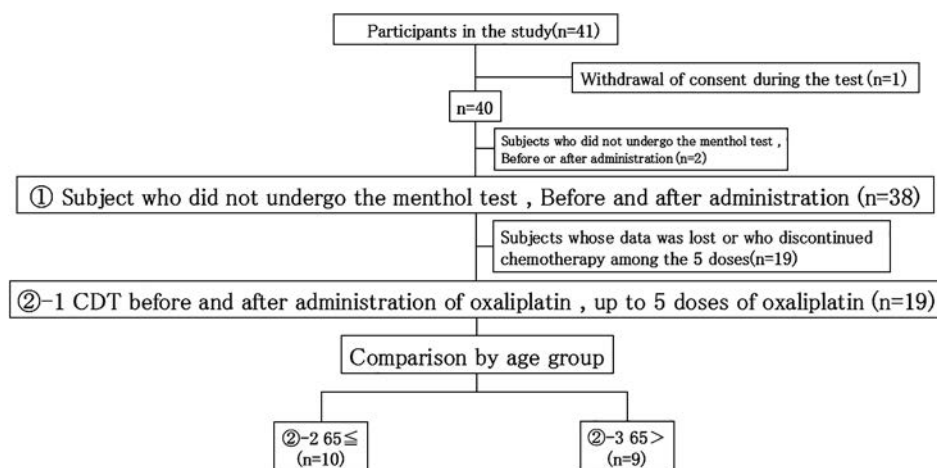 Participants in the study(n=41)
Withdrawal of consent during the test(n=1)
n=40
Subjects who did not undergo the menthol test ,
Before or after administration (n=2)
① Subject who did not undergo the menthol test , Before and after administration (n=38)
Subjects whose data was lost or who discontinued
chemotherapy among the 5 doses(n=19)
②-1 CDT before and after administration of oxaliplatin , up to 5 doses of oxaliplatin (n=19)
Comparison by age group
②-2 65≦
(n=10)
②-3 65>
(n=9)